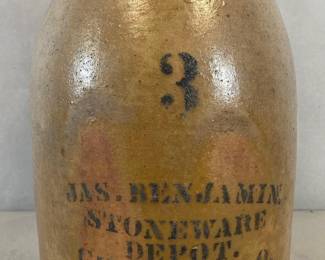 3
JAS. BENJAMIN.
STONEWARE
DEPOT.